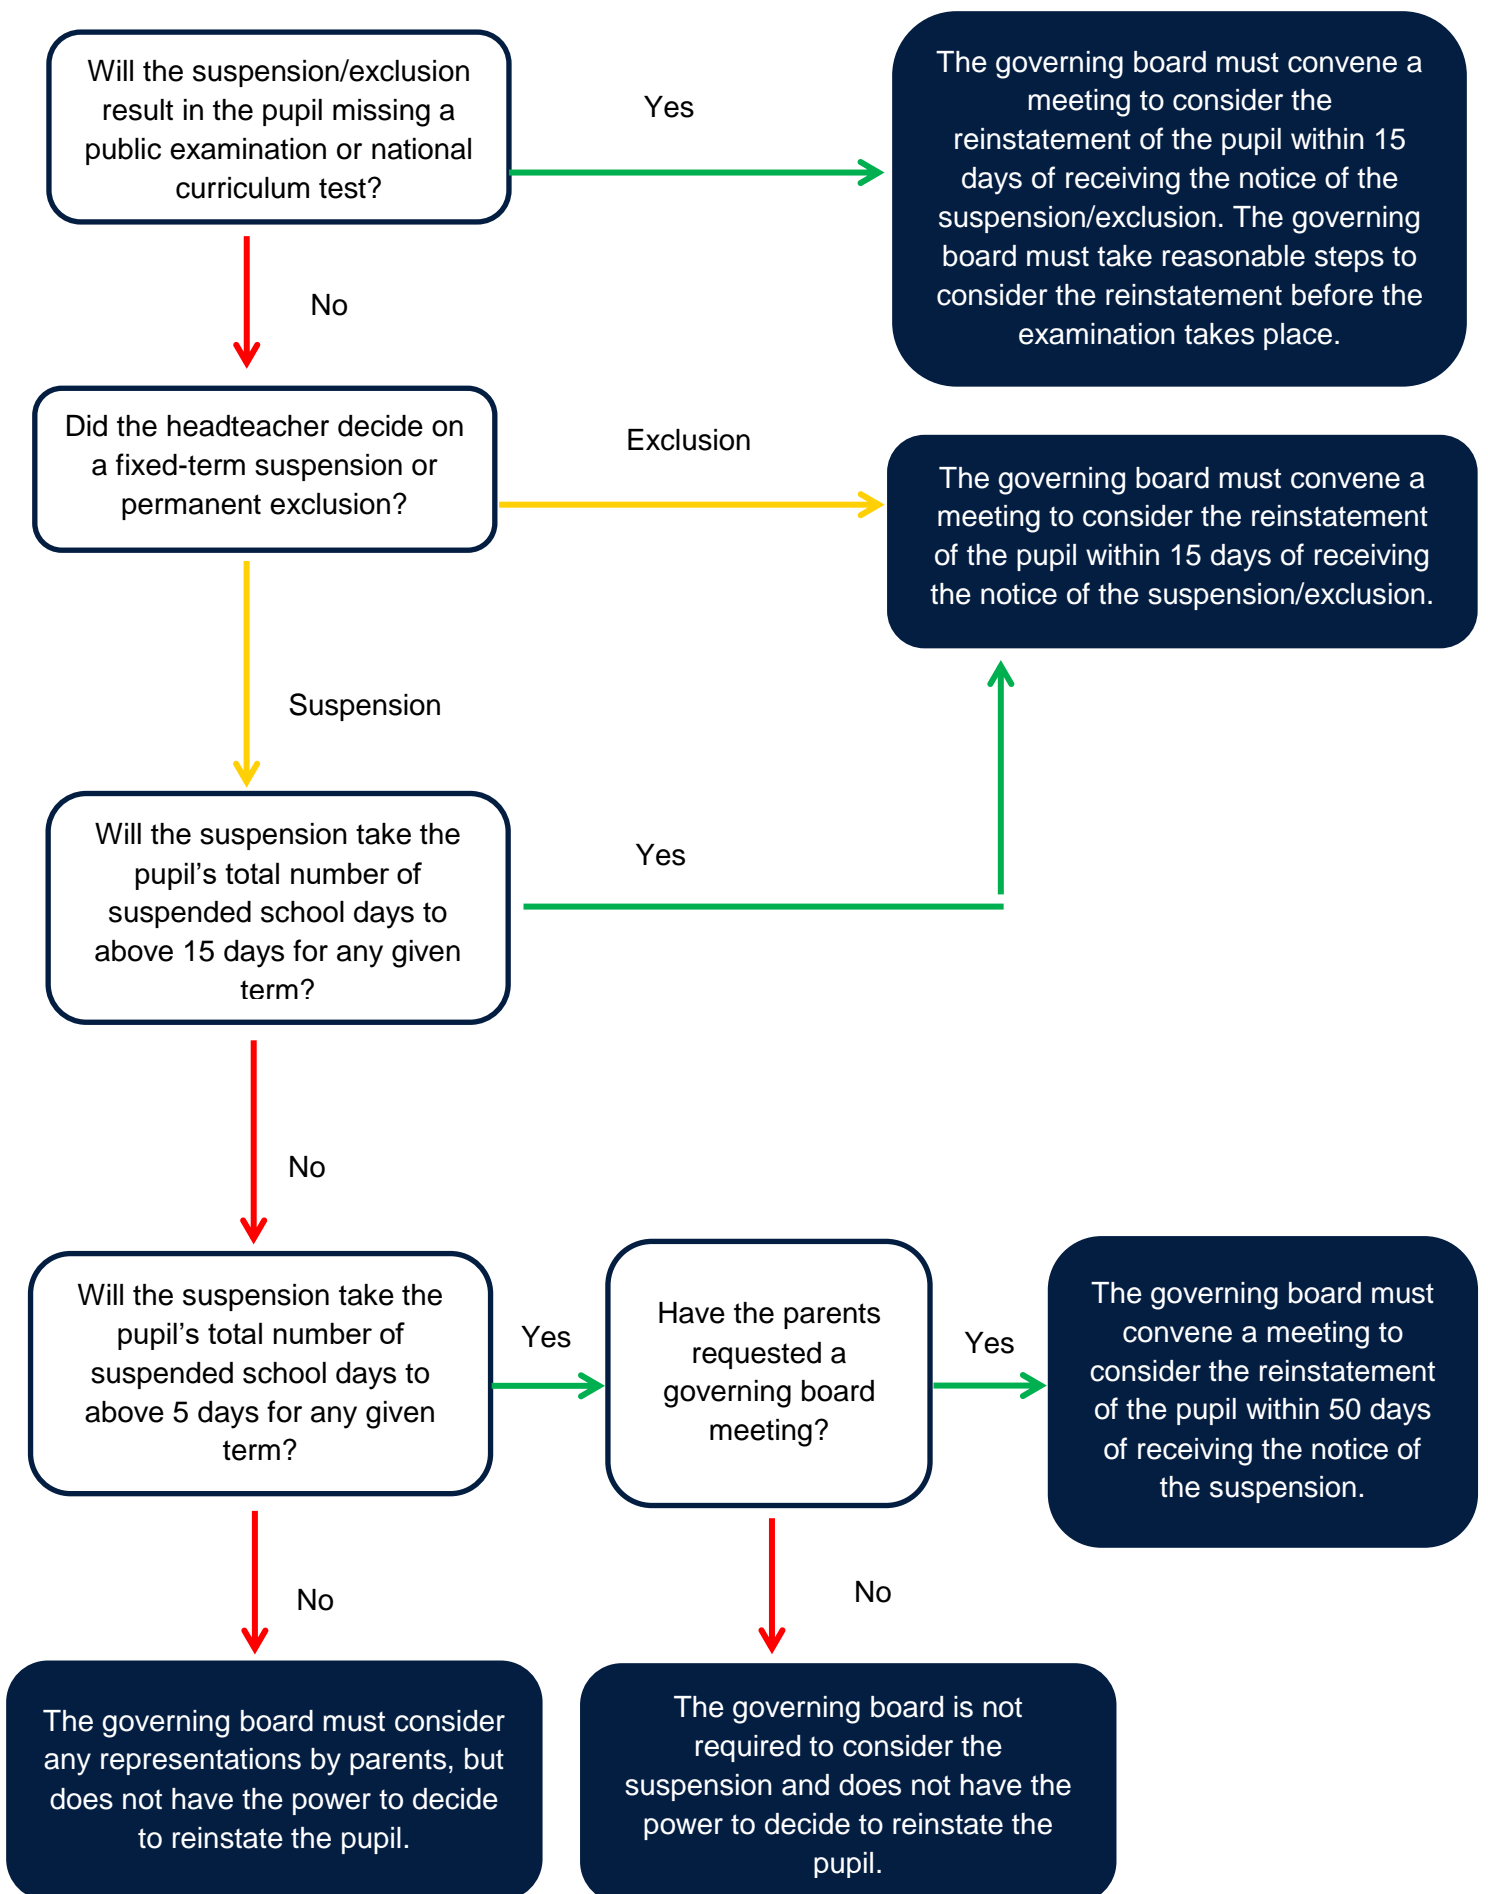 Will the suspension/exclusion
result in the pupil missing a
public examination or national
curriculum test?
Yes
The governing board must convene a
meeting to consider the
reinstatement of the pupil within 15
days of receiving the notice of the
suspension/exclusion. The governing
board must take reasonable steps to
consider the reinstatement before the
examination takes place.
No
Did the headteacher decide on
a fixed-term suspension or
permanent exclusion?
Exclusion
The governing board must convene a
meeting to consider the reinstatement
of the pupil within 15 days of receiving
the notice of the suspension/exclusion.
Suspension
Will the suspension take the
pupil’s total number of
suspended school days to
above 15 days for any given
term?
Yes
No
Will the suspension take the
pupil’s total number of
suspended school days to
above 5 days for any given
term?
Yes
Have the parents
requested a
governing board
meeting?
Yes
The governing board must
convene a meeting to
consider the reinstatement
of the pupil within 50 days
of receiving the notice of
the suspension.
No
No
The governing board must consider
any representations by parents, but
does not have the power to decide
to reinstate the pupil.
The governing board is not
required to consider the
suspension and does not have the
power to decide to reinstate the
pupil.